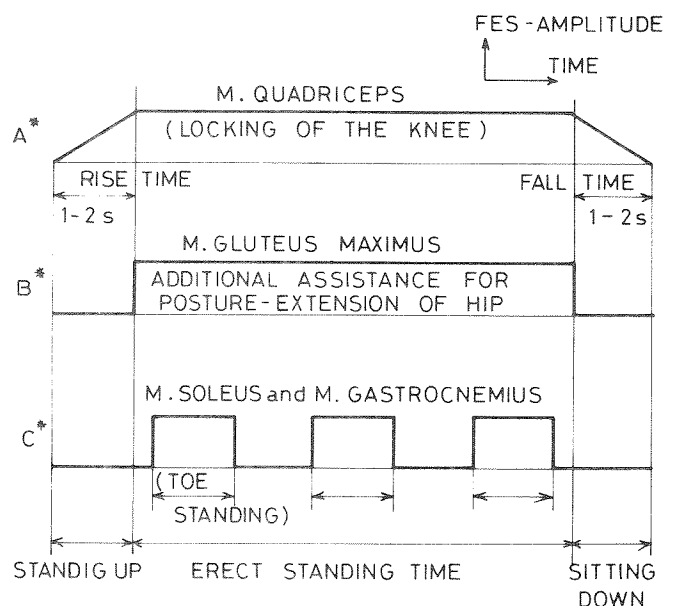 FES-AMPLITUDE
TIME
M. QUADRICEPS
A*
(LOCKING OF THE KNEE)
RISE TIME
FALL TIME
1-2 s
1-2s
M. GLUTEUS MAXIMUS
B*
ADDITIONAL ASSISTANCE FOR
POSTURE-EXTENSION OF HIP
M. SOLEUS and M. GASTROCNEMIUS
C*
(TOE
STANDING)
STANDIG UP
ERECT STANDING TIME
SITTING
DOWN